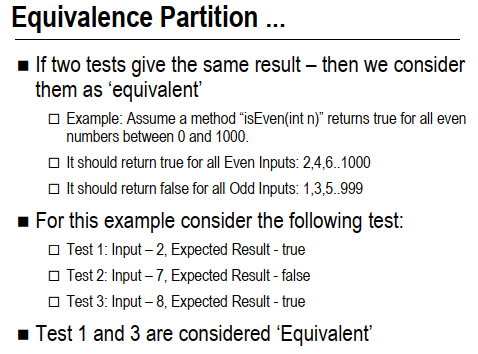 Equivalence Partition ...
■ If two tests give the same result – then we consider
them as ‘equivalent’
□ Example: Assume a method “isEven(int n)” returns true for all even
numbers between 0 and 1000.
□ It should return true for all Even Inputs: 2,4,6..1000
□ It should return false for all Odd Inputs: 1,3,5..999
■ For this example consider the following test:
□ Test 1: Input – 2, Expected Result - true
□ Test 2: Input – 7, Expected Result - false
□ Test 3: Input – 8, Expected Result - true
■ Test 1 and 3 are considered ‘Equivalent’